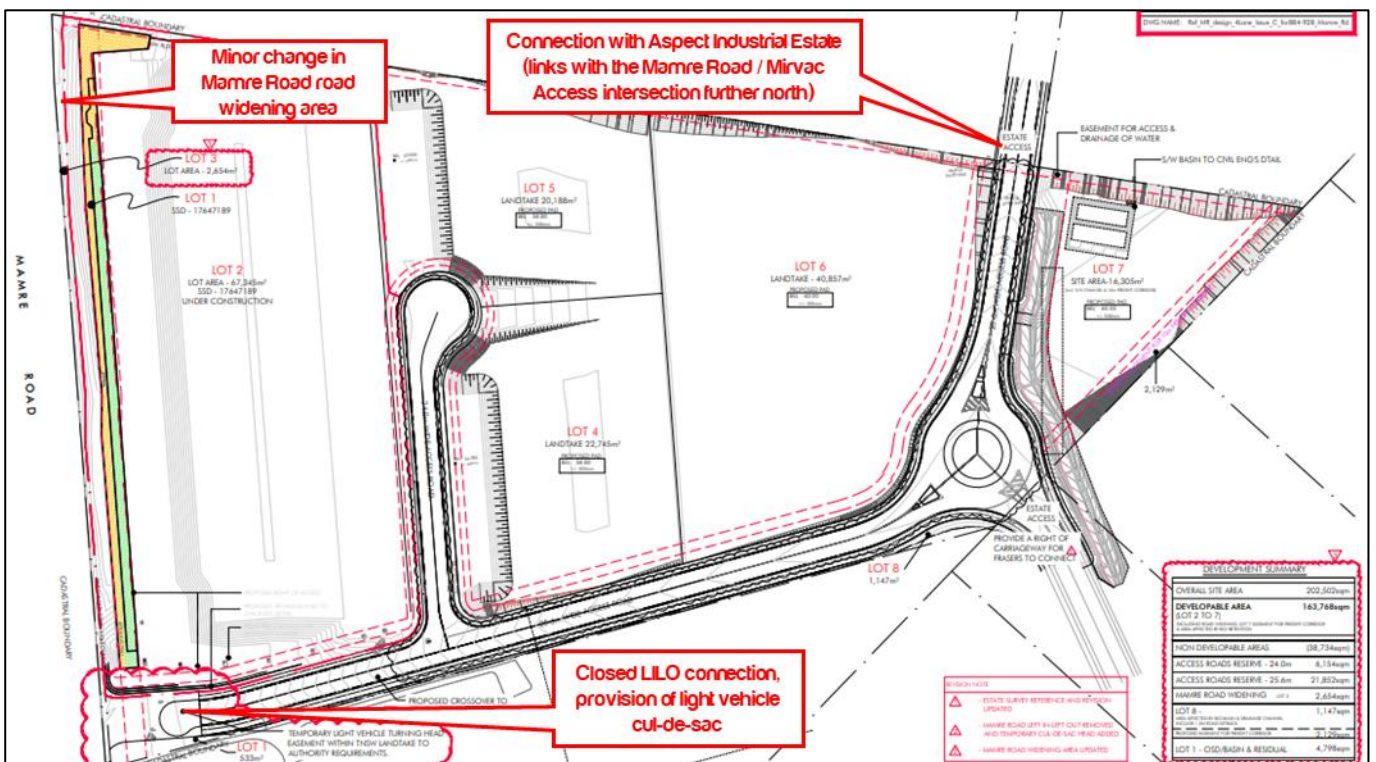 CADASTRAL BOUNDARY
DWG NAME:
Minor change in
Mamre Road road
widening area
Connection with Aspect Industrial Estate
(links with the Mamre Road / Mirvac
Access intersection further north)
ESTATE
ACCESS
EASEMENT FOR ACCESS &
DRAINAGE OF WATER
S/W BASIN TO CIVIL ENG'S DTAIL
CADASTRAL BOUNDARY
CADASTRAL BOUNDARY
LOT 3
LOT AREA - 2,654m²
LOT 1
SSD - 17647189
LOT 2
LOT AREA - 67,345m²
SSD - 17647189
UNDER CONSTRUCTION
LOT 5
LANDTAKE 20,188m²
PROPOSED PAD
LOT 6
LANDTAKE - 40,857m²
PROPOSED PAD
LOT 7
SITE AREA-16,305m²
PROPOSED PAD
2,129m²
MAMRE ROAD
LOT 4
LANDTAKE 22,745m²
PROPOSED PAD
ESTATE
ACCESS
PROVIDE A RIGHT OF
CARRIAGEWAY FOR
FRASERS TO CONNECT
LOT 8
1,147m²
CADASTRAL BOUNDARY
Closed LILO connection,
provision of light vehicle
cul-de-sac
PROPOSED CROSSOVER TO
TEMPORARY LIGHT VEHICLE TURNING HEAD
EASEMENT WITHIN TNSW LANDTAKE TO
AUTHORITY REQUIREMENTS.
LOT 1
533m²
BOUNDARY
REVISION NOTE
- ESTATE SURVEY REFERENCE AND REVISION
UPDATED
- MAMRE ROAD LEFT IN LEFT OUT REMOVED
AND TEMPORARY CUL-DE-SAC HEAD ADDED
- MAMRE ROAD WIDENING AREA UPDATED
DEVELOPMENT SUMMARY
OVERALL SITE AREA 202,502sqm
DEVELOPABLE AREA 163,768sqm
(LOT 2 TO 7)
NON DEVELOPABLE AREAS (38,734sqm)
ACCESS ROADS RESERVE - 24.0m 6,154sqm
ACCESS ROADS RESERVE - 25.6m 21,852sqm
MAMRE ROAD WIDENING LOT 3 2,654sqm
LOT 8 - 1,147sqm
2,129sqm
LOT 1 - OSD/BASIN & RESIDUAL 4,798sqm